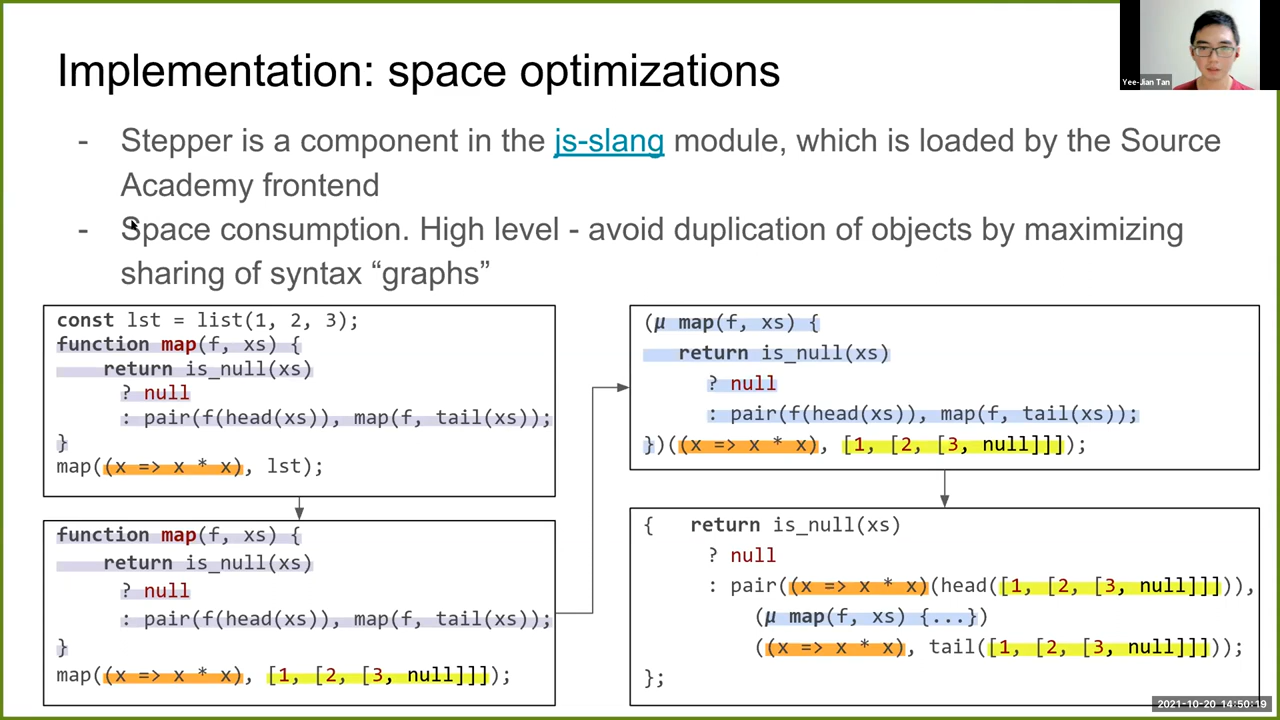 Implementation: space optimizations
Yee-Jian Tan
- Stepper is a component in the js-slang module, which is loaded by the Source
Academy frontend
- Space consumption. High level - avoid duplication of objects by maximizing
sharing of syntax “graphs”
const lst = list(1, 2, 3);
function map(f, xs) {
return is_null(xs)
? null
: pair(f(head(xs)), map(f, tail(xs));
}
map((x => x * x), lst);
function map(f, xs) {
return is_null(xs)
? null
: pair(f(head(xs)), map(f, tail(xs));
}
map((x => x * x), [1, [2, [3, null]]]);
(μ map(f, xs) {
return is_null(xs)
? null
: pair(f(head(xs)), map(f, tail(xs));
})((x => x * x), [1, [2, [3, null]]]);
{ return is_null(xs)
? null
: pair((x => x * x)(head([1, [2, [3, null]]])),
(μ map(f, xs) {...})
((x => x * x), tail([1, [2, [3, null]]]));
};
2021-10-20 14:50:19